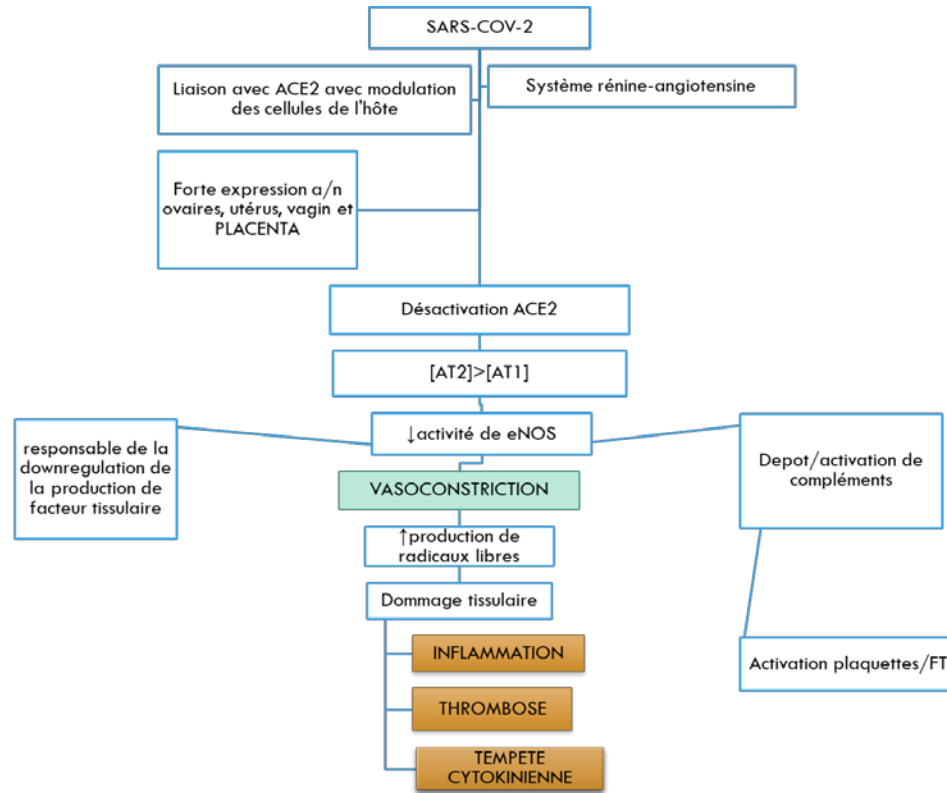 SARS-COV-2
Liaison avec ACE2 avec modulation
des cellules de l'hôte
Système rénine-angiotensine
Forte expression a/n
ovaires, utérus, vagin et
PLACENTA
Désactivation ACE2
[AT2]>[AT1]
↓activité de eNOS
responsable de la
downregulation de
la production de
facteur tissulaire
Depot/activation de
compléments
VASOCONSTRICTION
↑production de
radicaux libres
Dommage tissulaire
INFLAMMATION
Activation plaquettes/FT
THROMBOSE
TEMPETE
CYTOKINIENNE